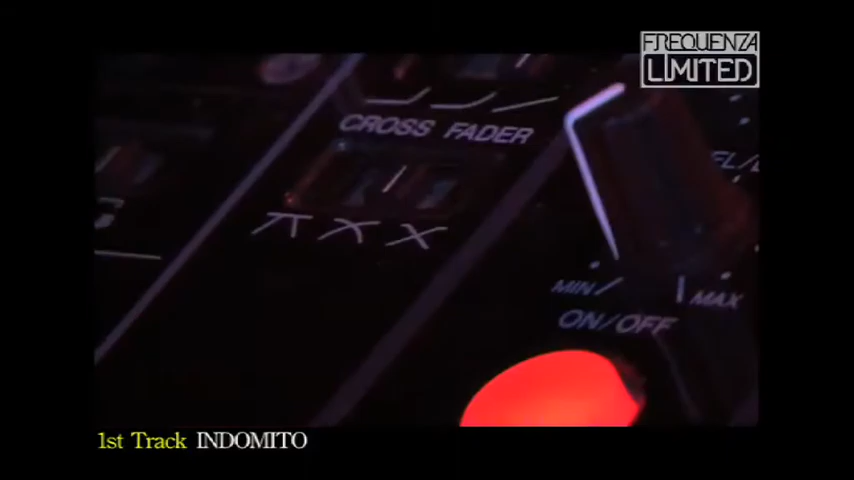 FREQUENZA
LIMITED
CROSS FADER
MIN
MAX
ON/OFF
1st Track INDOMITO